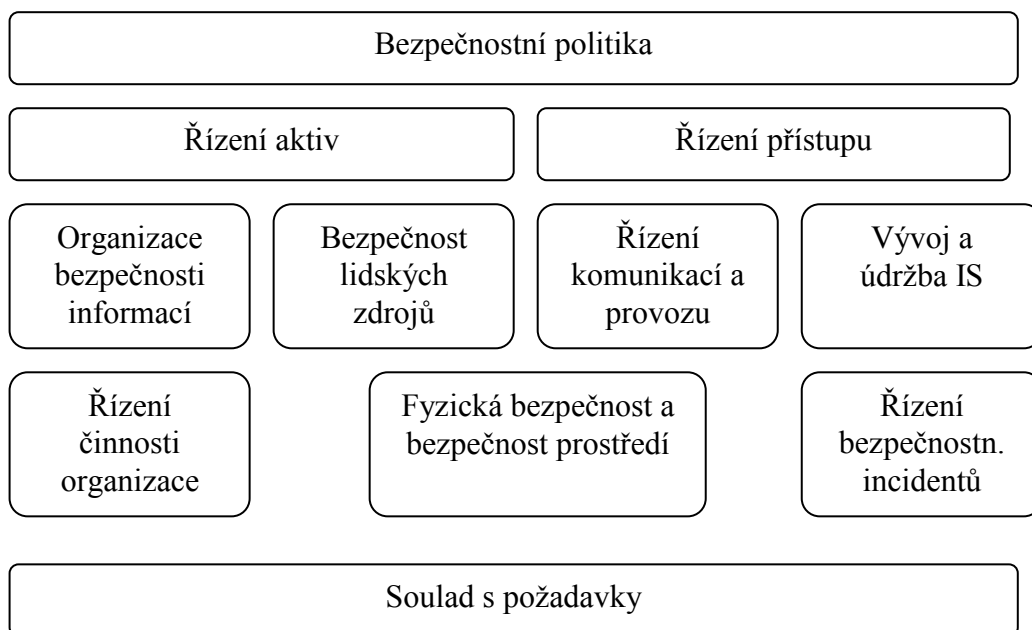 Bezpečnostní politika
Řízení aktiv
Řízení přístupu
Organizace
bezpečnosti
informací
Bezpečnost
lidských
zdrojů
Řízení
komunikací a
provozu
Vývoj a
údržba IS
Řízení
činnosti
organizace
Fyzická bezpečnost a
bezpečnost prostředí
Řízení
bezpečnostn.
incidentů
Soulad s požadavky